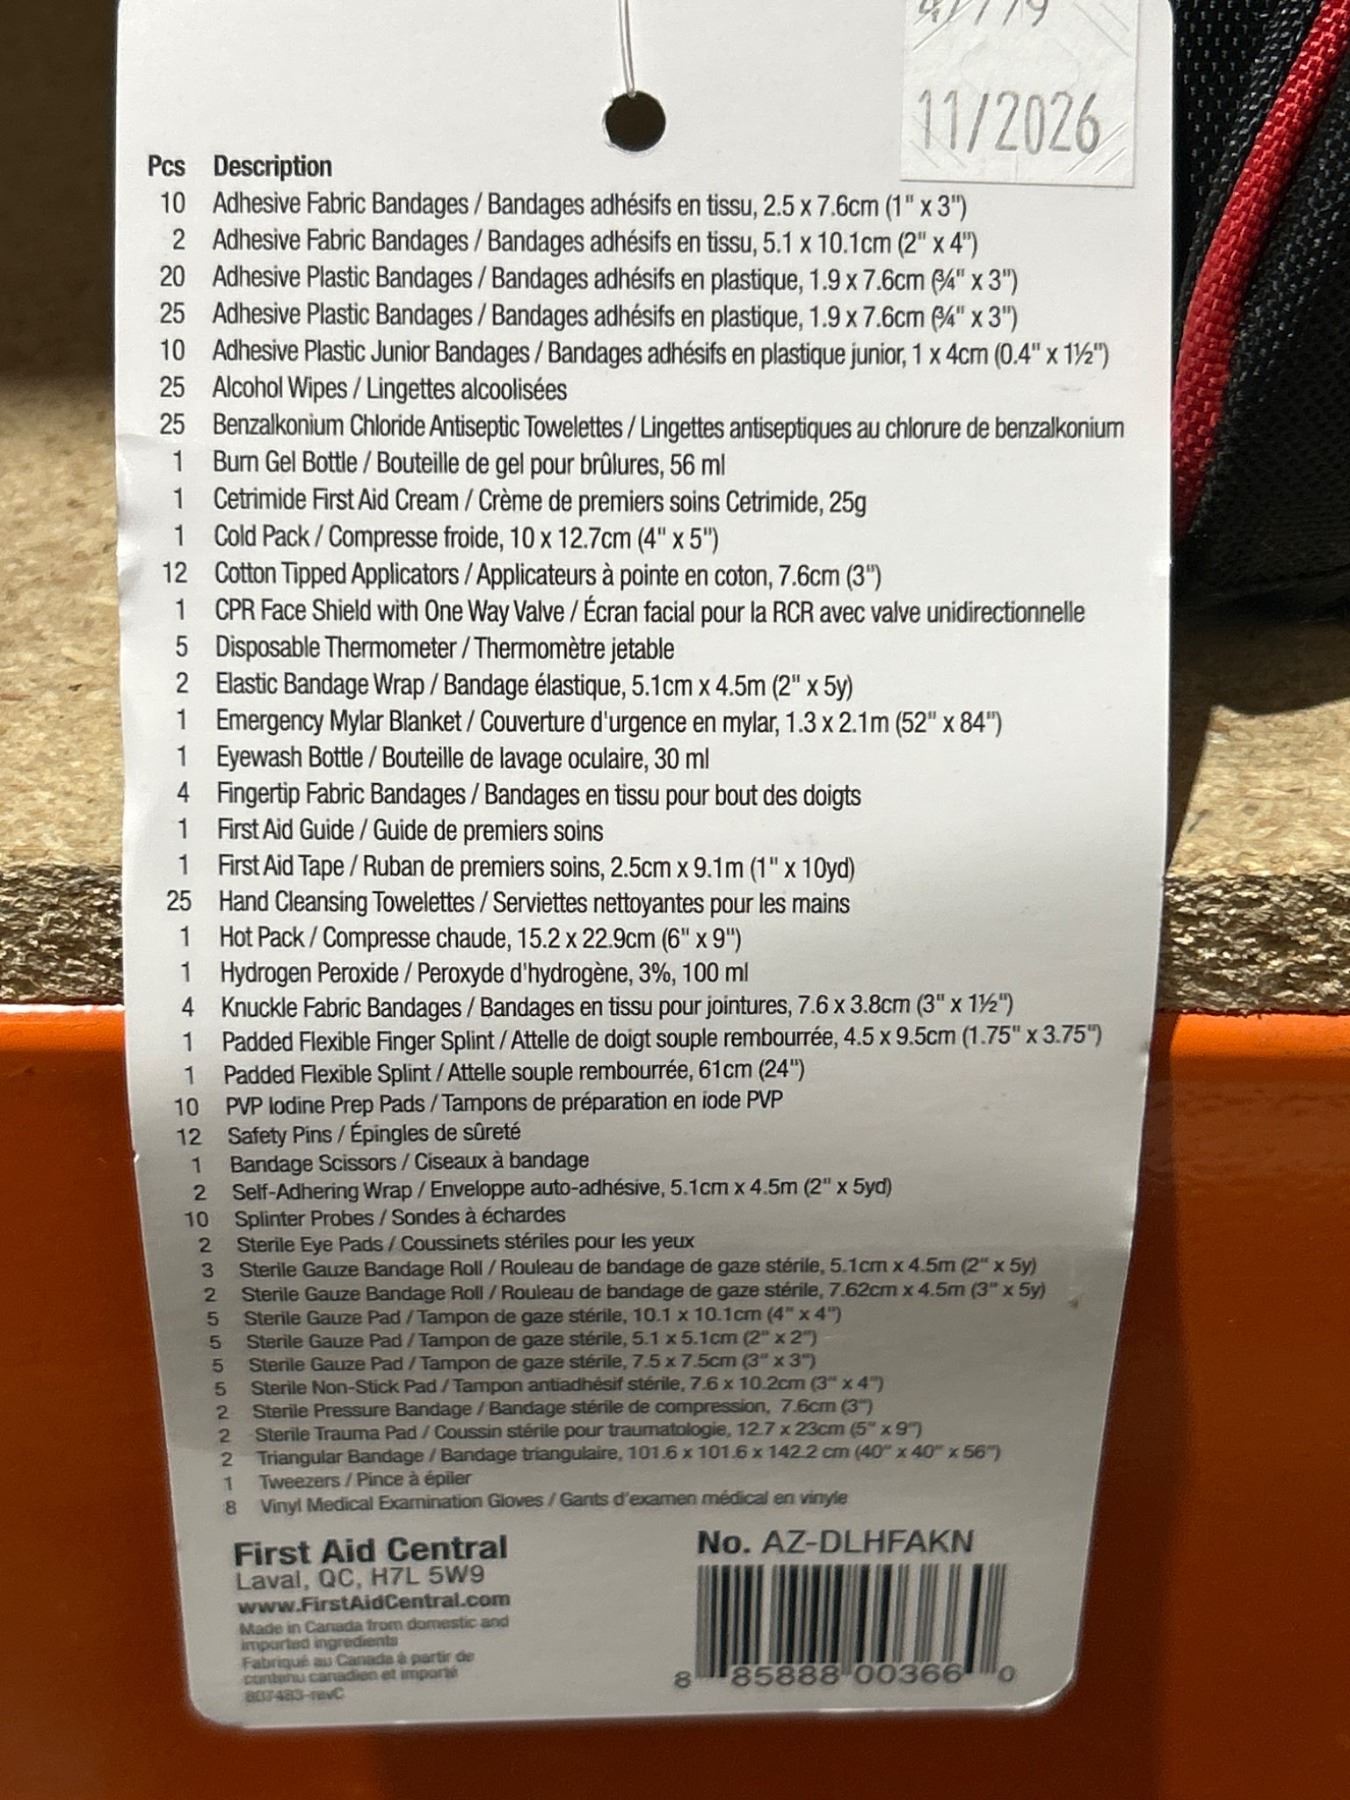 11/2026
Pcs Description
10 Adhesive Fabric Bandages / Bandages adhésifs en tissu, 2.5 x 7.6cm (1" x 3")
2 Adhesive Fabric Bandages / Bandages adhésifs en tissu, 5.1 x 10.1cm (2" x 4")
20 Adhesive Plastic Bandages / Bandages adhésifs en plastique, 1.9 x 7.6cm (¾" x 3")
25 Adhesive Plastic Bandages / Bandages adhésifs en plastique, 1.9 x 7.6cm (¾" x 3")
10 Adhesive Plastic Junior Bandages / Bandages adhésifs en plastique junior, 1 x 4cm (0.4" x 1½")
25 Alcohol Wipes / Lingettes alcoolisées
25 Benzalkonium Chloride Antiseptic Towelettes / Lingettes antiseptiques au chlorure de benzalkonium
1 Burn Gel Bottle / Bouteille de gel pour brûlures, 56 ml
1 Cetrimide First Aid Cream / Crème de premiers soins Cetrimide, 25g
1 Cold Pack / Compresse froide, 10 x 12.7cm (4" x 5")
12 Cotton Tipped Applicators / Applicateurs à pointe en coton, 7.6cm (3")
1 CPR Face Shield with One Way Valve / Écran facial pour la RCR avec valve unidirectionnelle
5 Disposable Thermometer / Thermomètre jetable
2 Elastic Bandage Wrap / Bandage élastique, 5.1cm x 4.5m (2" x 5y)
1 Emergency Mylar Blanket / Couverture d'urgence en mylar, 1.3 x 2.1m (52" x 84")
1 Eyewash Bottle / Bouteille de lavage oculaire, 30 ml
4 Fingertip Fabric Bandages / Bandages en tissu pour bout des doigts
1 First Aid Guide / Guide de premiers soins
1 First Aid Tape / Ruban de premiers soins, 2.5cm x 9.1m (1" x 10yd)
25 Hand Cleansing Towelettes / Serviettes nettoyantes pour les mains
1 Hot Pack / Compresse chaude, 15.2 x 22.9cm (6" x 9")
1 Hydrogen Peroxide / Peroxyde d'hydrogène, 3%, 100 ml
4 Knuckle Fabric Bandages / Bandages en tissu pour jointures, 7.6 x 3.8cm (3" x 1½")
1 Padded Flexible Finger Splint / Attelle de doigt souple rembourrée, 4.5 x 9.5cm (1.75" x 3.75")
1 Padded Flexible Splint / Attelle souple rembourrée, 61cm (24")
10 PVP Iodine Prep Pads / Tampons de préparation en iode PVP
12 Safety Pins / Épingles de sûreté
1 Bandage Scissors / Ciseaux à bandage
2 Self-Adhering Wrap / Enveloppe auto-adhésive, 5.1cm x 4.5m (2" x 5yd)
10 Splinter Probes / Sondes à échardes
2 Sterile Eye Pads / Coussinets stériles pour les yeux
3 Sterile Gauze Bandage Roll / Rouleau de bandage de gaze stérile, 5.1cm x 4.5m (2" x 5y)
2 Sterile Gauze Bandage Roll / Rouleau de bandage de gaze stérile, 7.62cm x 4.5m (3" x 5y)
5 Sterile Gauze Pad / Tampon de gaze stérile, 10.1 x 10.1cm (4" x 4")
5 Sterile Gauze Pad / Tampon de gaze stérile, 5.1 x 5.1cm (2" x 2")
5 Sterile Gauze Pad / Tampon de gaze stérile, 7.5 x 7.5cm (3" x 3")
5 Sterile Non-Stick Pad / Tampon antiadhésif stérile, 7.6 x 10.2cm (3" x 4")
2 Sterile Pressure Bandage / Bandage stérile de compression, 7.6cm (3")
2 Sterile Trauma Pad / Coussin stérile pour traumatologie, 12.7 x 23cm (5" x 9")
2 Triangular Bandage / Bandage triangulaire, 101.6 x 101.6 x 142.2 cm (40" x 40" x 56")
1 Tweezers / Pince à épiler
8 Vinyl Medical Examination Gloves / Gants d'examen médical en vinyle
First Aid Central
Laval, QC, H7L 5W9
www.FirstAidCentral.com
Made in Canada from domestic and
imported ingredients
Fabriqué au Canada à partir de
contenu canadien et importé
807483-revC
No. AZ-DLHFAKN
8 85888 00366 0